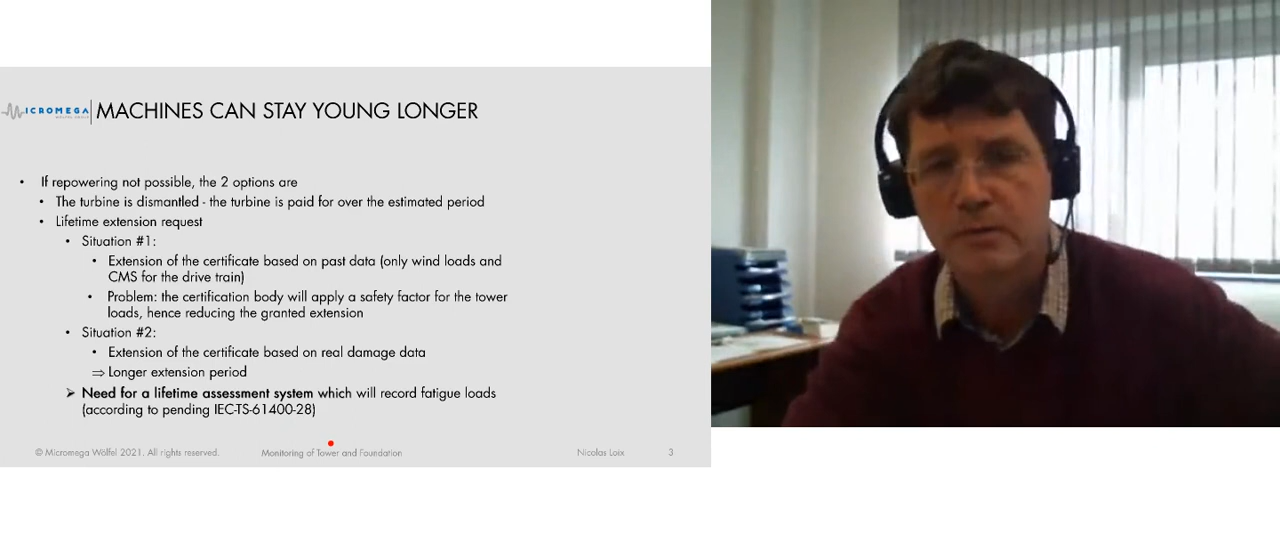 ICROMEGA
MACHINES CAN STAY YOUNG LONGER
• If repowering not possible, the 2 options are
• The turbine is dismantled - the turbine is paid for over the estimated period
• Lifetime extension request
• Situation #1:
• Extension of the certificate based on past data (only wind loads and
CMS for the drive train)
• Problem: the certification body will apply a safety factor for the tower
loads, hence reducing the granted extension
• Situation #2:
• Extension of the certificate based on real damage data
⇒ Longer extension period
➢ Need for a lifetime assessment system which will record fatigue loads
(according to pending IEC-TS-61400-28)
© Micromega Wölfel 2021. All rights reserved. Monitoring of Tower and Foundation Nicolas Loix 3